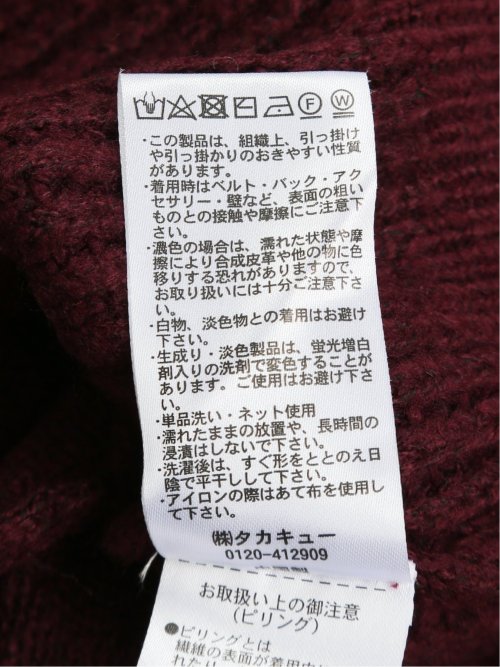 F W
・この製品は、組織上、引っ掛け
や引っ掛かりのおきやすい性質
があります。
・着用時はベルト・バック・アク
セサリー・壁など、表面の粗い
ものとの接触や摩擦にご注意下
さい。
・濃色の場合は、濡れた状態や摩
擦により合成皮革や他の物に色
移りする恐れがありますので、
お取り扱いには十分ご注意下さ
い。
・白物、淡色物との着用はお避け
下さい。
・生成り・淡色製品は、蛍光増白
剤入りの洗剤で変色することが
あります。ご使用はお避け下さ
い。
・単品洗い・ネット使用
・濡れたままの放置や、長時間の
浸漬はしないで下さい。
・洗濯後は、すぐ形をととのえ日
陰で平干しして下さい。
・アイロンの際はあて布を使用し
て下さい。
㈱タカキュー
0120-412909
お取扱い上の御注意
(ピリング)
●ピリングとは
繊維の表面が着用中に